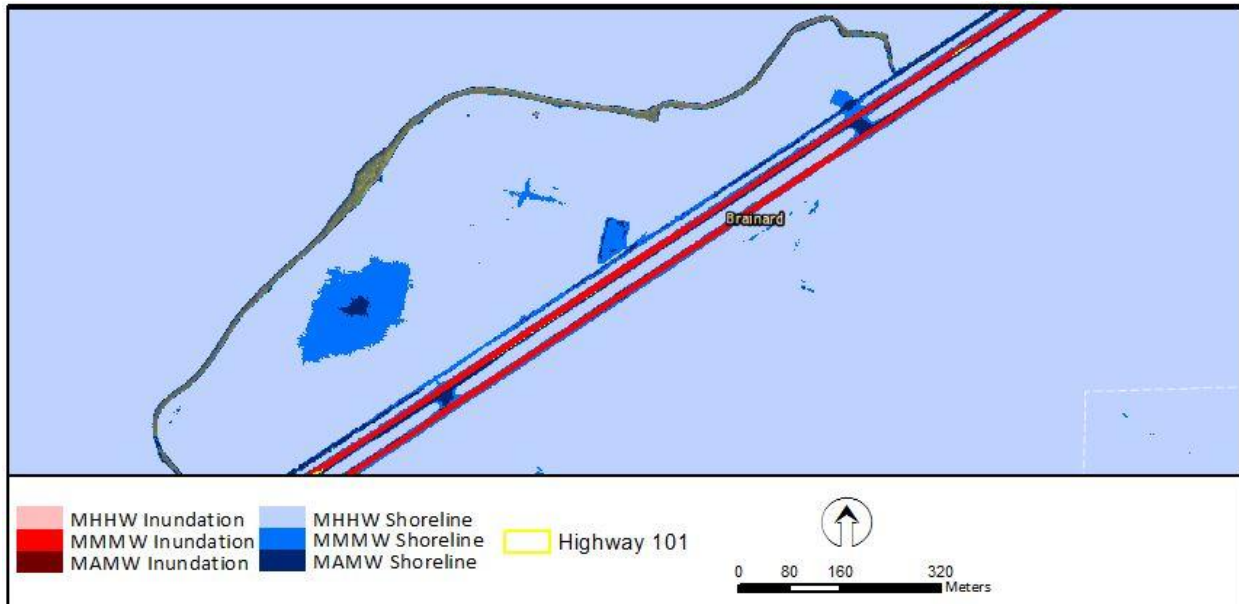 Brainard
MHHW Inundation
MMMW Inundation
MAMW Inundation
MHHW Shoreline
MMMW Shoreline
MAMW Shoreline
Highway 101
0 80 160 320
Meters